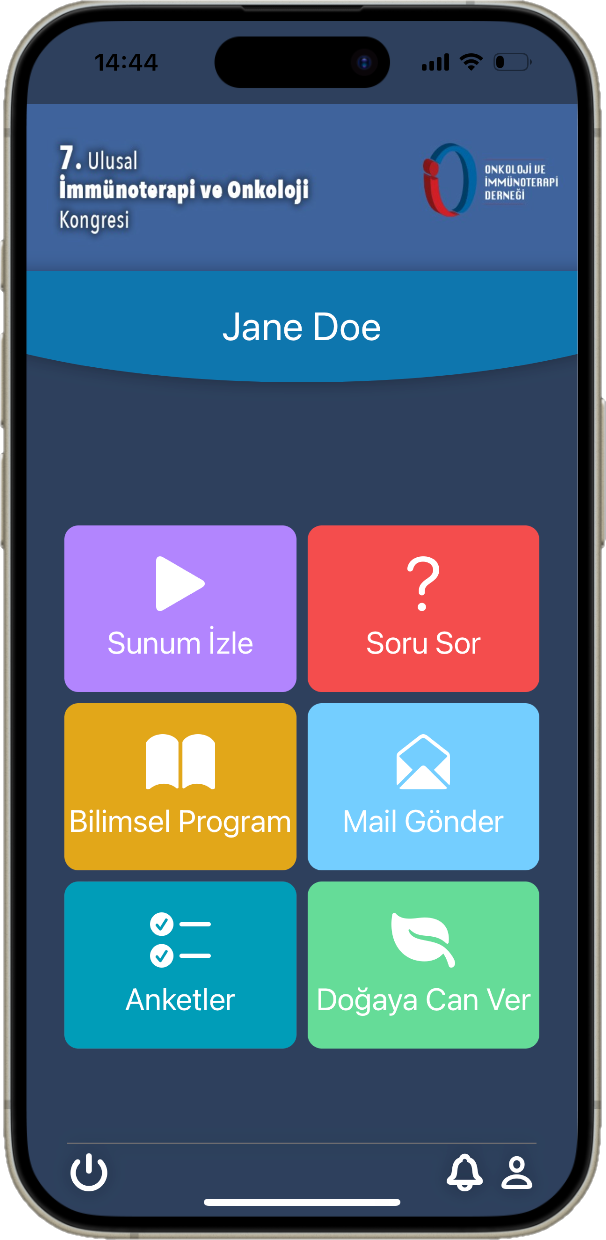 14:44
7. Ulusal
İmmünoterapi ve Onkoloji
Kongresi
ONKOLOJİ VE
İMMÜNOTERAPİ
DERNEĞİ
Jane Doe
Sunum İzle
Soru Sor
Bilimsel Program
Mail Gönder
Anketler
Doğaya Can Ver